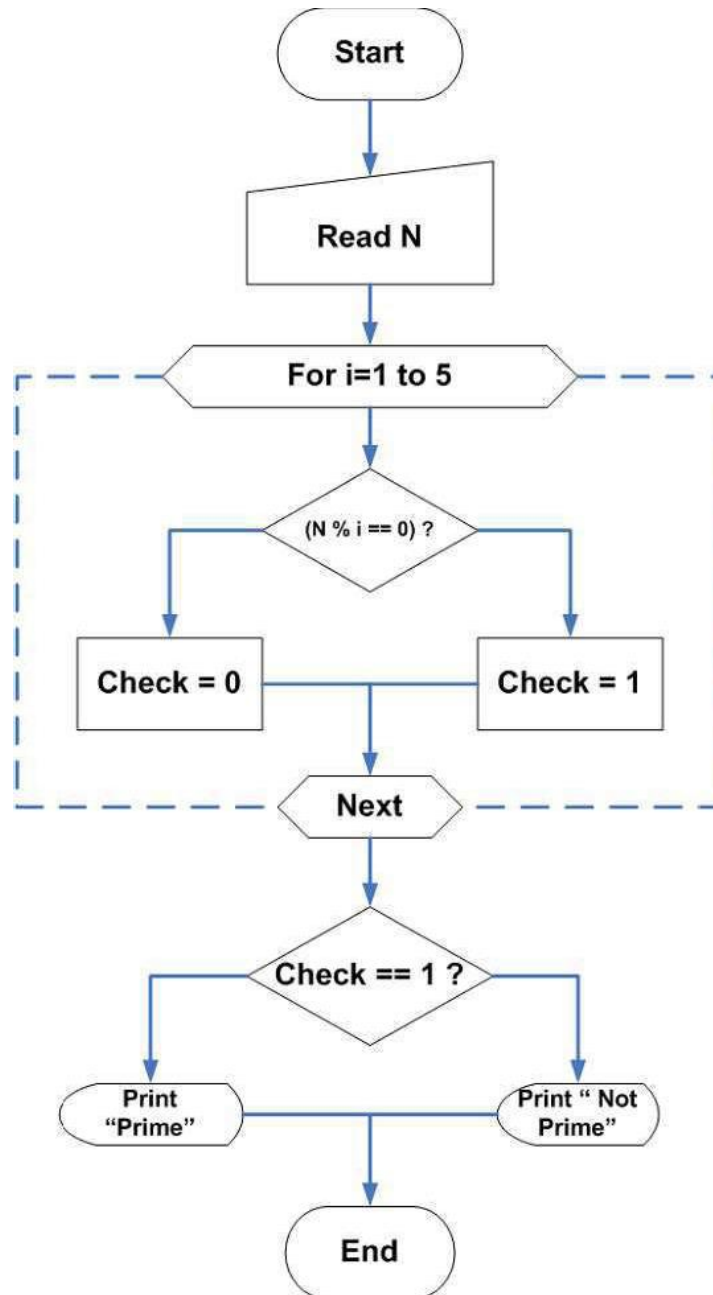 Start
Read N
For i=1 to 5
(N % i == 0) ?
Check = 0
Check = 1
Next
Check == 1 ?
Print
“Prime”
Print “ Not
Prime”
End